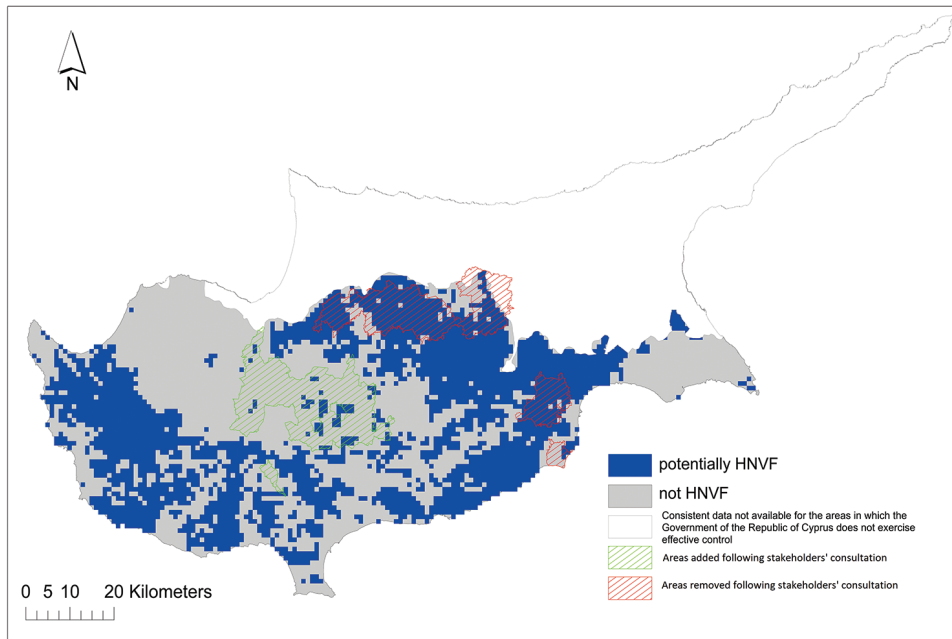 N
potentially HNVF
not HNVF
Consistent data not available for the areas in which the
Government of the Republic of Cyprus does not exercise
effective control
Areas added following stakeholders' consultation
Areas removed following stakeholders' consultation
0 5 10 20 Kilometers